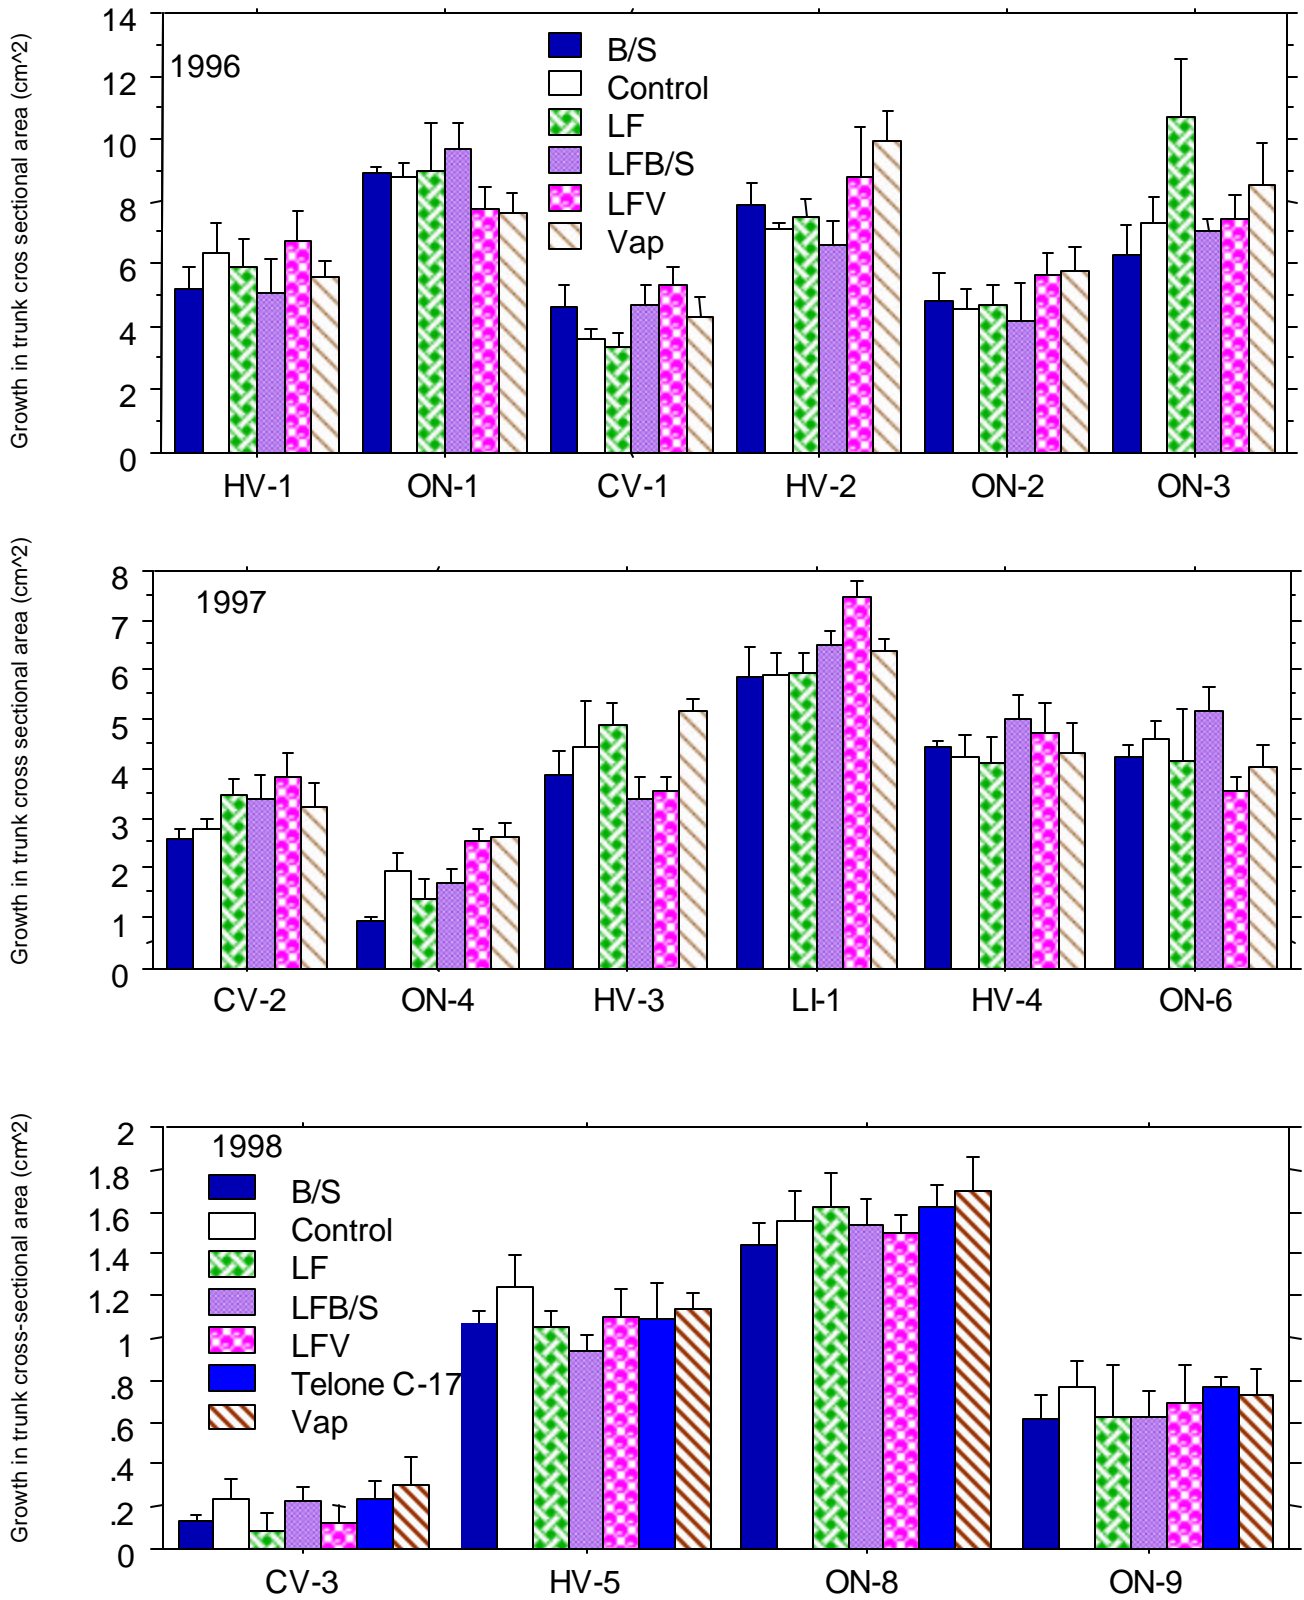 Growth in trunk cros sectional area (cm^2)
14
12
10
8
6
4
2
0
1996
B/S
Control
LF
LFB/S
LFV
Vap
HV-1 ON-1 CV-1 HV-2 ON-2 ON-3
Growth in trunk cross sectional area (cm^2)
8
7
6
5
4
3
2
1
0
1997
CV-2 ON-4 HV-3 LI-1 HV-4 ON-6
Growth in trunk cross-sectional area (cm^2)
2
1.8
1.6
1.4
1.2
1
.8
.6
.4
.2
0
1998
B/S
Control
LF
LFB/S
LFV
Telone C-17
Vap
CV-3 HV-5 ON-8 ON-9